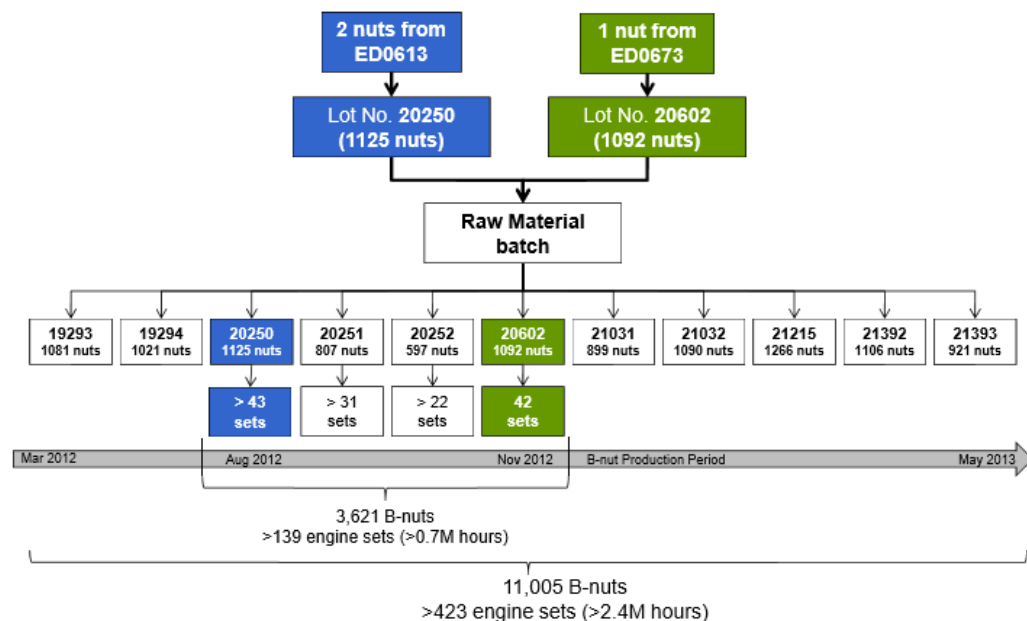 2 nuts from
ED0613
1 nut from
ED0673
Lot No. 20250
(1125 nuts)
Lot No. 20602
(1092 nuts)
Raw Material
batch
19293
1081 nuts
19294
1021 nuts
20250
1125 nuts
20251
807 nuts
20252
597 nuts
20602
1092 nuts
21031
899 nuts
21032
1090 nuts
21215
1266 nuts
21392
1106 nuts
21393
921 nuts
> 43
sets
> 31
sets
> 22
sets
42
sets
Mar 2012
Aug 2012
Nov 2012
B-nut Production Period
May 2013
3,621 B-nuts
>139 engine sets (>0.7M hours)
11,005 B-nuts
>423 engine sets (>2.4M hours)